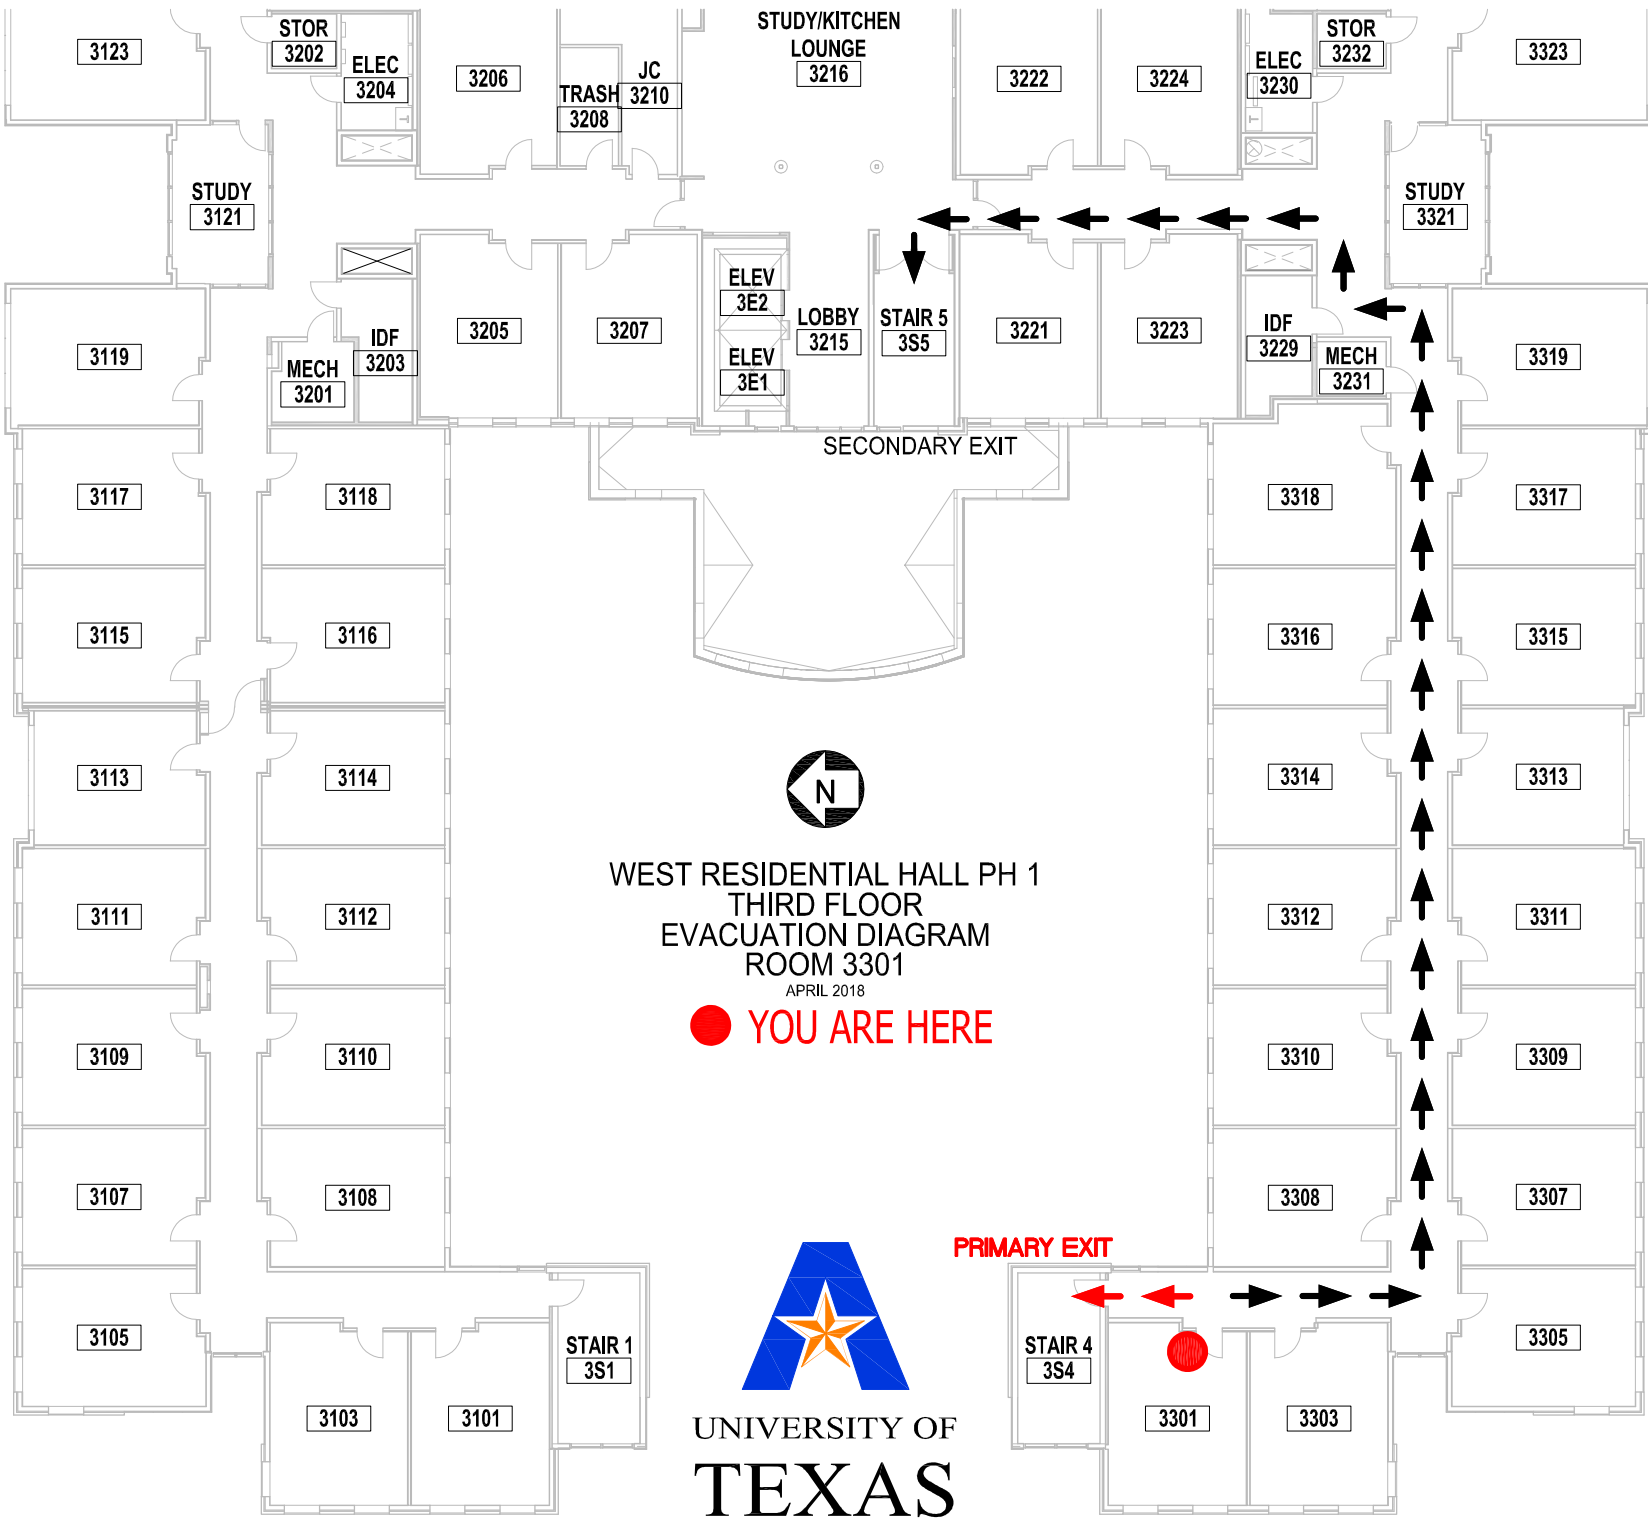 STUDY/KITCHEN
LOUNGE
3216
STOR
3202
STOR
3232
3123
ELEC
3204
3206
JC
3210
TRASH
3208
3222
3224
ELEC
3230
3323
STUDY
3121
STUDY
3321
ELEV
3E2
ELEV
3E1
LOBBY
3215
STAIR 5
3S5
3205
3207
3221
3223
IDF
3203
MECH
3201
IDF
3229
MECH
3231
3119
3319
SECONDARY EXIT
3117
3118
3318
3317
3115
3116
3316
3315
3113
3114
3314
3313
N
WEST RESIDENTIAL HALL PH 1
THIRD FLOOR
EVACUATION DIAGRAM
ROOM 3301
APRIL 2018
YOU ARE HERE
3111
3112
3312
3311
3109
3110
3310
3309
3107
3108
3308
3307
PRIMARY EXIT
3105
STAIR 1
3S1
STAIR 4
3S4
3305
3103
3101
3301
3303
UNIVERSITY OF
TEXAS